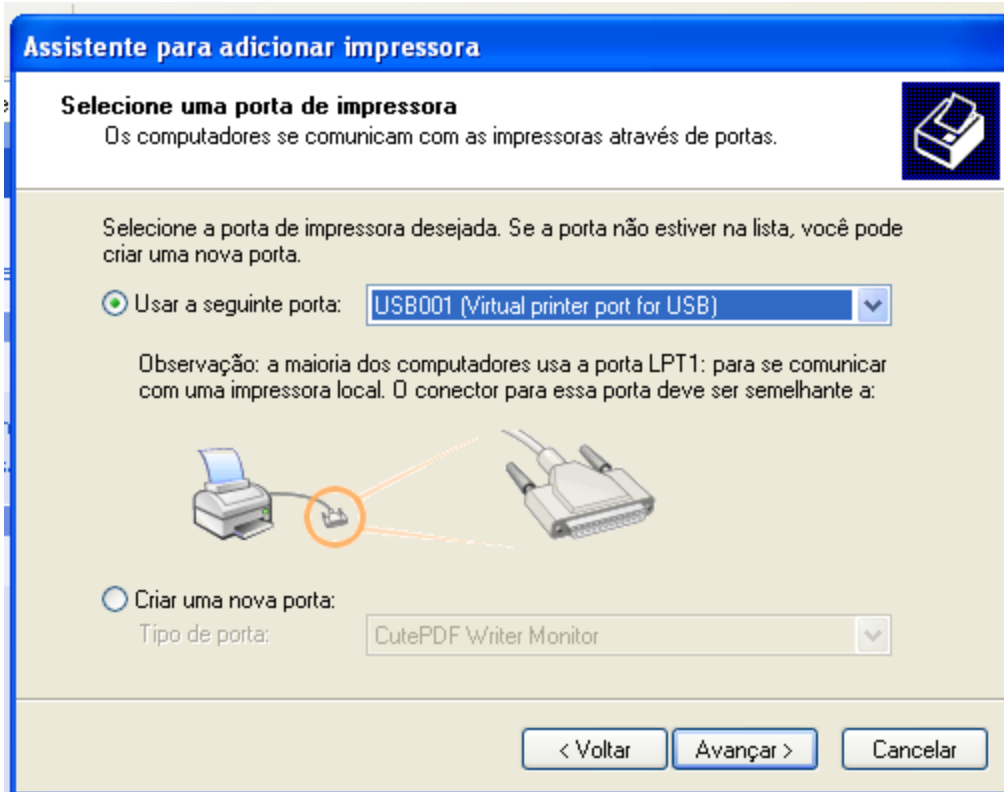 Assistente para adicionar impressora
Selecione uma porta de impressora
Os computadores se comunicam com as impressoras através de portas.
Selecione a porta de impressora desejada. Se a porta não estiver na lista, você pode
criar uma nova porta.
Usar a seguinte porta: USB001 (Virtual printer port for USB)
Observação: a maioria dos computadores usa a porta LPT1: para se comunicar
com uma impressora local. O conector para essa porta deve ser semelhante a:
Criar uma nova porta:
Tipo de porta: CutePDF Writer Monitor
< Voltar Avançar > Cancelar